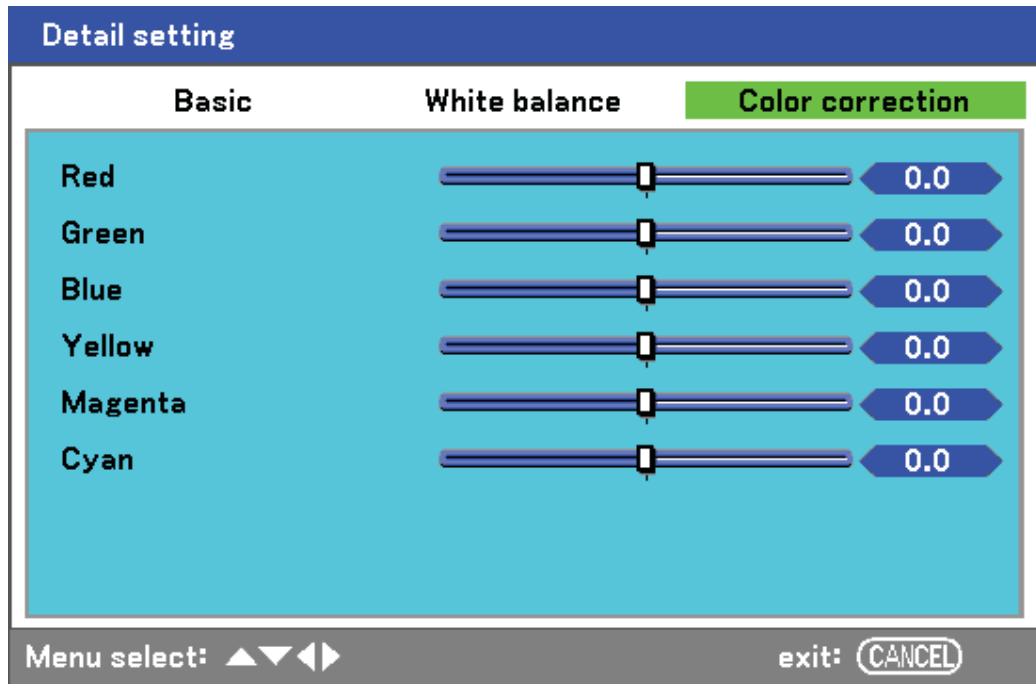 Detail setting
Basic White balance Color correction
Red 0.0
Green 0.0
Blue 0.0
Yellow 0.0
Magenta 0.0
Cyan 0.0
Menu select: ▲▼◀▶ exit: CANCEL